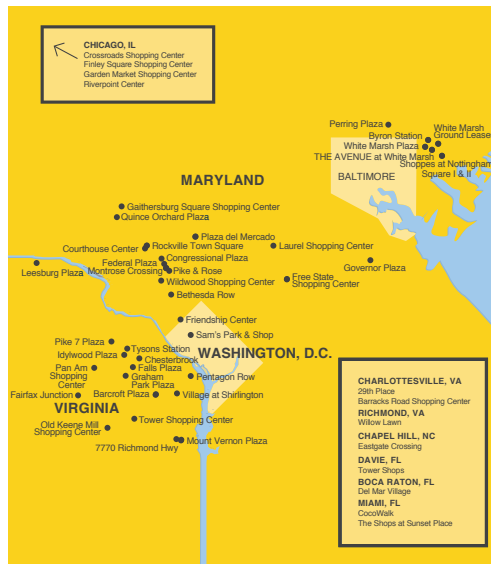 CHICAGO, IL
Crossroads Shopping Center
Finley Square Shopping Center
Garden Market Shopping Center
Riverpoint Center
Perring Plaza
White Marsh
Ground Lease
Byron Station
White Marsh Plaza
THE AVENUE at White Marsh
Shoppes at Nottingham
Square I & II
BALTIMORE
MARYLAND
Gaithersburg Square Shopping Center
Quince Orchard Plaza
Plaza del Mercado
Courthouse Center
Rockville Town Square
Laurel Shopping Center
Congressional Plaza
Federal Plaza
Governor Plaza
Leesburg Plaza
Montrose Crossing
Pike & Rose
Wildwood Shopping Center
Free State
Shopping Center
Bethesda Row
Friendship Center
Sam's Park & Shop
Pike 7 Plaza
Tysons Station
WASHINGTON, D.C.
Idylwood Plaza
Chesterbrook
Pan Am
Shopping
Center
Falls Plaza
Graham
Park Plaza
Pentagon Row
Fairfax Junction
Barcroft Plaza
Village at Shirlington
VIRGINIA
Tower Shopping Center
Old Keene Mill
Shopping Center
Mount Vernon Plaza
7770 Richmond Hwy
CHARLOTTESVILLE, VA
29th Place
Barracks Road Shopping Center
RICHMOND, VA
Willow Lawn
CHAPEL HILL, NC
Eastgate Crossing
DAVIE, FL
Tower Shops
BOCA RATON, FL
Del Mar Village
MIAMI, FL
CocoWalk
The Shops at Sunset Place